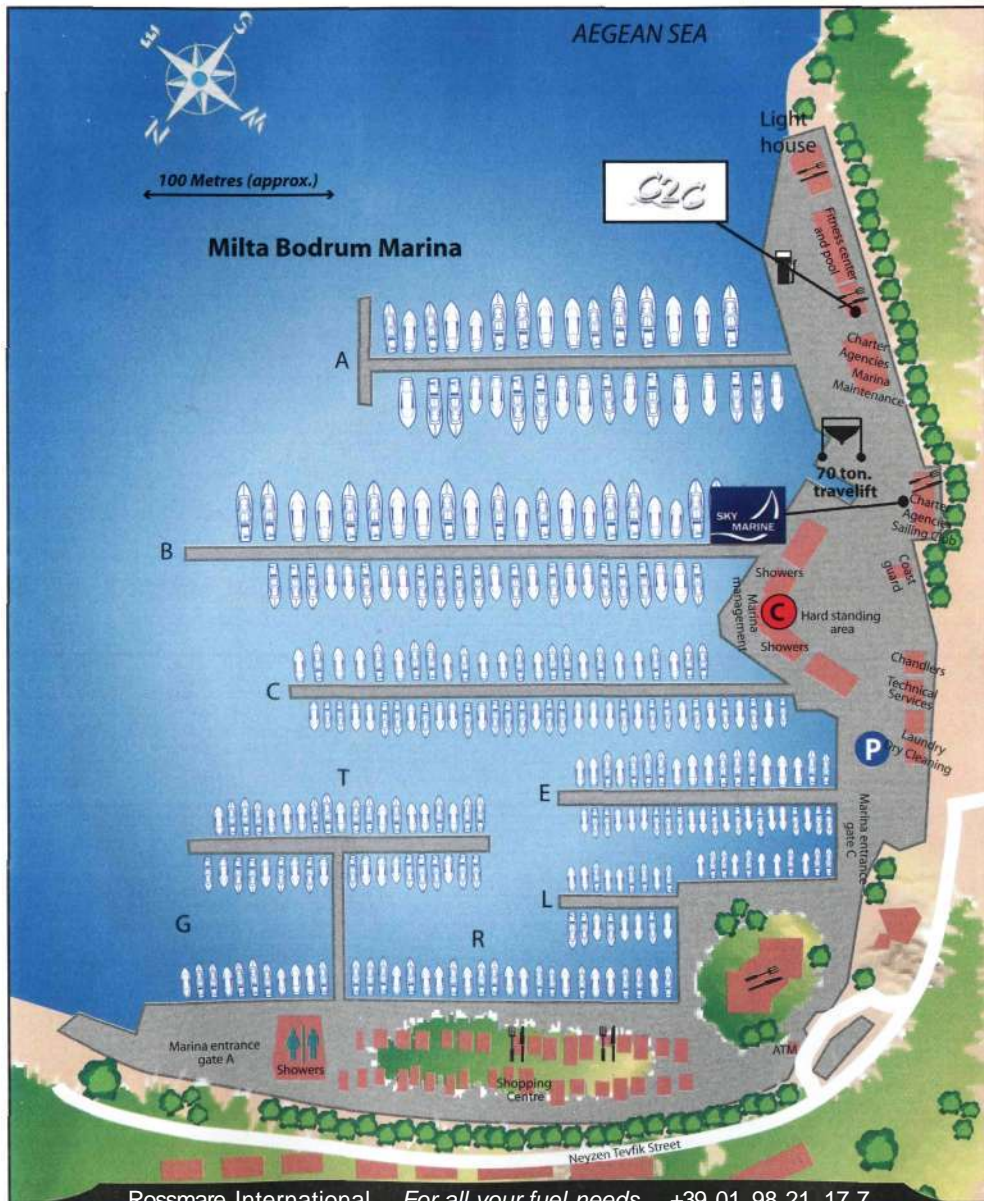 AEGEAN SEA
S
E
N
W
Light
house
100 Metres (approx.)
C2C
Milta Bodrum Marina
Fitness center
and pool
A
Charter
Agencies
Marina
Maintenance
70 ton.
travelift
SKY
MARINE
Charter
Agencies
Sailing Club
B
Showers
Coast
guard
Marina
management
C
Hard standing
area
Showers
Chandlers
C
Technical
Services
P
Laundry
Dry Cleaning
T
E
Marina entrance
gate C
L
G
R
Marina entrance
gate A
Showers
Shopping
Centre
ATM
Neyzen Tevfik Street
Rossmare International For all your fuel needs +39 01 98 21 17 7